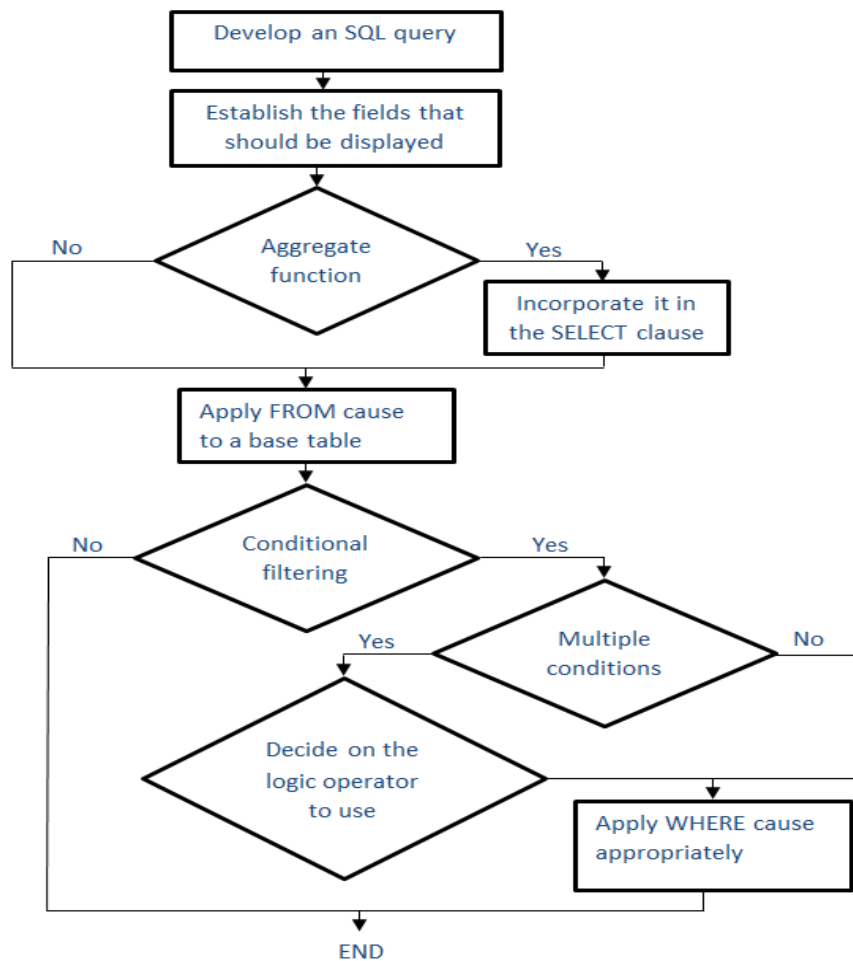 Develop an SQL query
Establish the fields that
should be displayed
No
Aggregate
function
Yes
Incorporate it in
the SELECT clause
Apply FROM cause
to a base table
No
Conditional
filtering
Yes
Multiple
conditions
No
Yes
Decide on the
logic operator
to use
Apply WHERE cause
appropriately
END